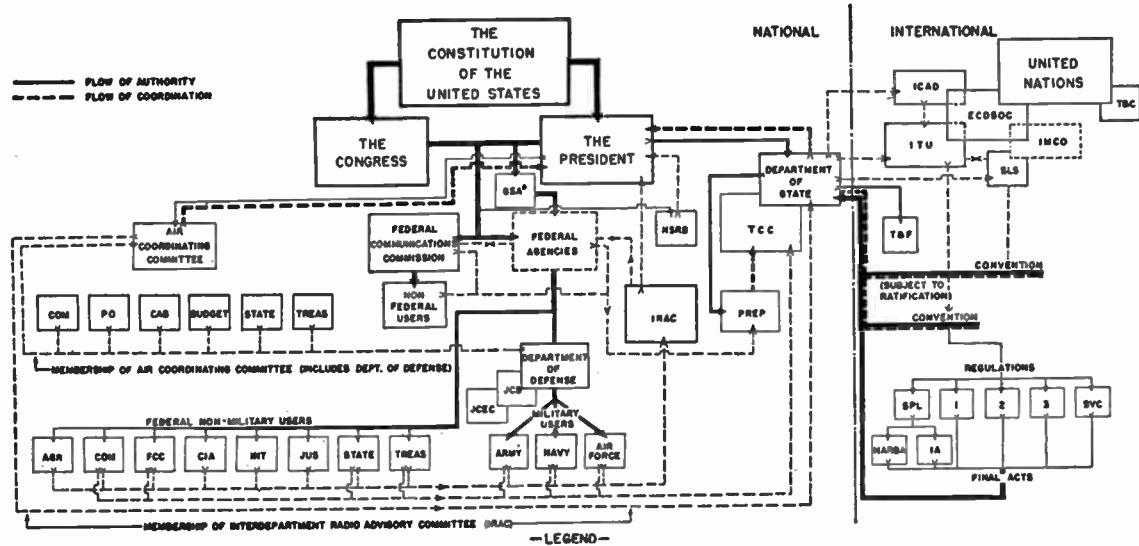 NATIONAL
INTERNATIONAL
FLOW OF AUTHORITY
FLOW OF COORDINATION
THE
CONSTITUTION
OF THE
UNITED STATES
UNITED
NATIONS
TBC
ICAO
ECOSOC
ITU
IMCO
SLS
THE
CONGRESS
THE
PRESIDENT
DEPARTMENT
OF
STATE
GSA
AIR
COORDINATING
COMMITTEE
FEDERAL
COMMUNICATION
COMMISSION
FEDERAL
AGENCIES
NSRB
TCC
T&F
CONVENTION
(SUBJECT TO
RATIFICATION)
CONVENTION
NON
FEDERAL
USERS
IRAC
PREP
COM
PO
CAB
BUDGET
STATE
TREAS
MEMBERSHIP OF AIR COORDINATING COMMITTEE (INCLUDES DEPT. OF DEFENSE)
DEPARTMENT
OF
DEFENSE
JCS
JCEC
REGULATIONS
SPL
1
2
3
SVC
NARBA
IA
FINAL ACTS
FEDERAL NON-MILITARY USERS
MILITARY
USERS
AGR
COM
FCC
CIA
INT
JUS
STATE
TREAS
ARMY
NAVY
AIR
FORCE
MEMBERSHIP OF INTERDEPARTMENT RADIO ADVISORY COMMITTEE (IRAC)
—LEGEND—